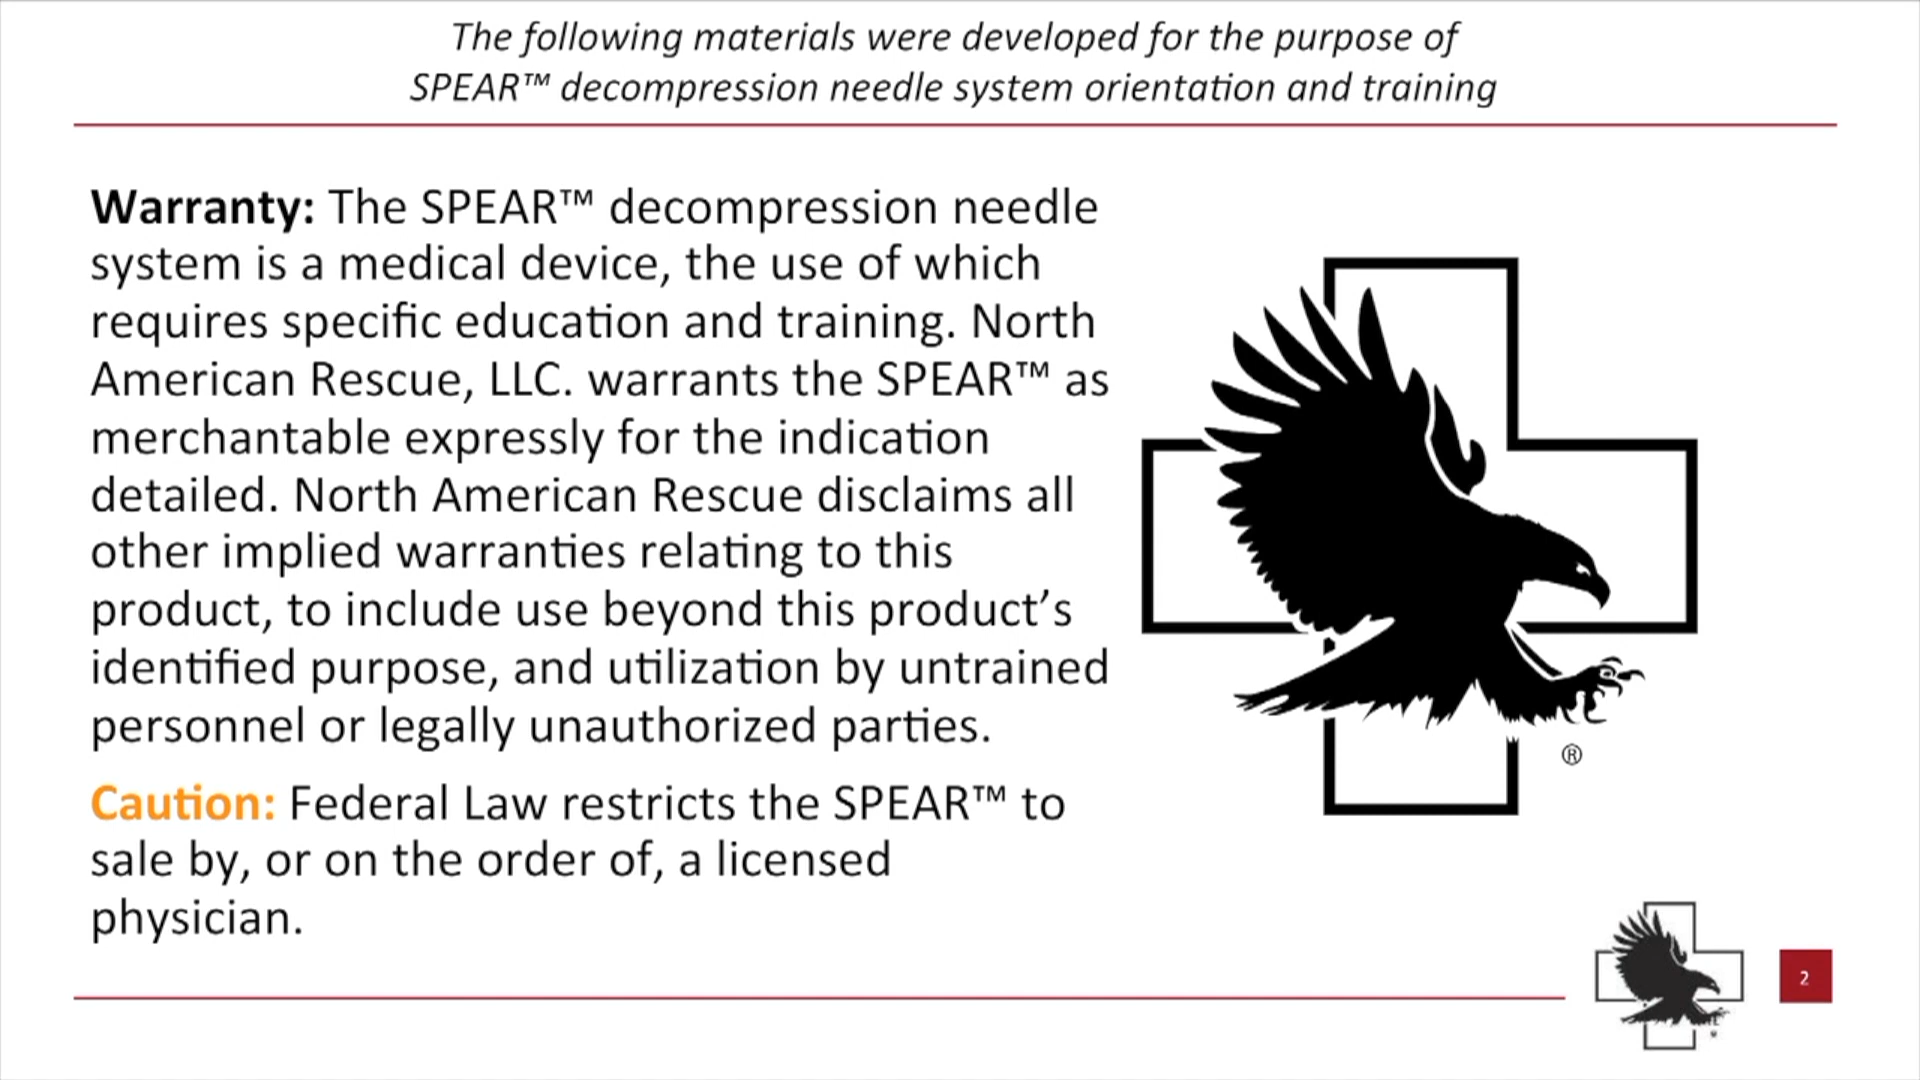 The following materials were developed for the purpose of
SPEAR™ decompression needle system orientation and training
Warranty: The SPEAR™ decompression needle
system is a medical device, the use of which
requires specific education and training. North
American Rescue, LLC. warrants the SPEAR™ as
merchantable expressly for the indication
detailed. North American Rescue disclaims all
other implied warranties relating to this
product, to include use beyond this product’s
identified purpose, and utilization by untrained
personnel or legally unauthorized parties.
Caution: Federal Law restricts the SPEAR™ to
sale by, or on the order of, a licensed
physician.
®
2